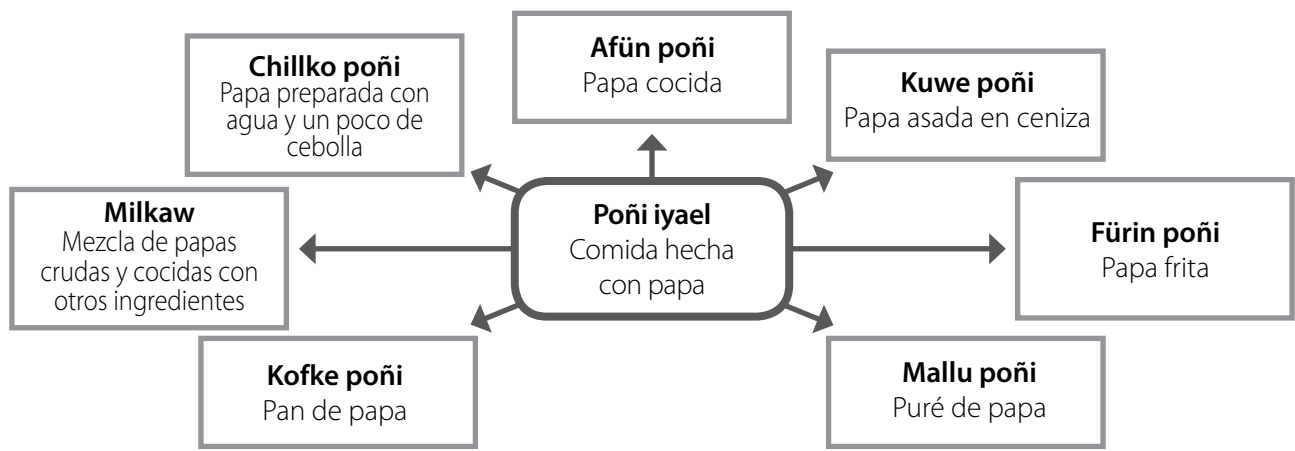 Afün poñi
Papa cocida
Chillko poñi
Papa preparada con
agua y un poco de
cebolla
Kuwe poñi
Papa asada en ceniza
Milkaw
Mezcla de papas
crudas y cocidas con
otros ingredientes
Poñi iyael
Comida hecha
con papa
Fürin poñi
Papa frita
Kofke poñi
Pan de papa
Mallu poñi
Puré de papa